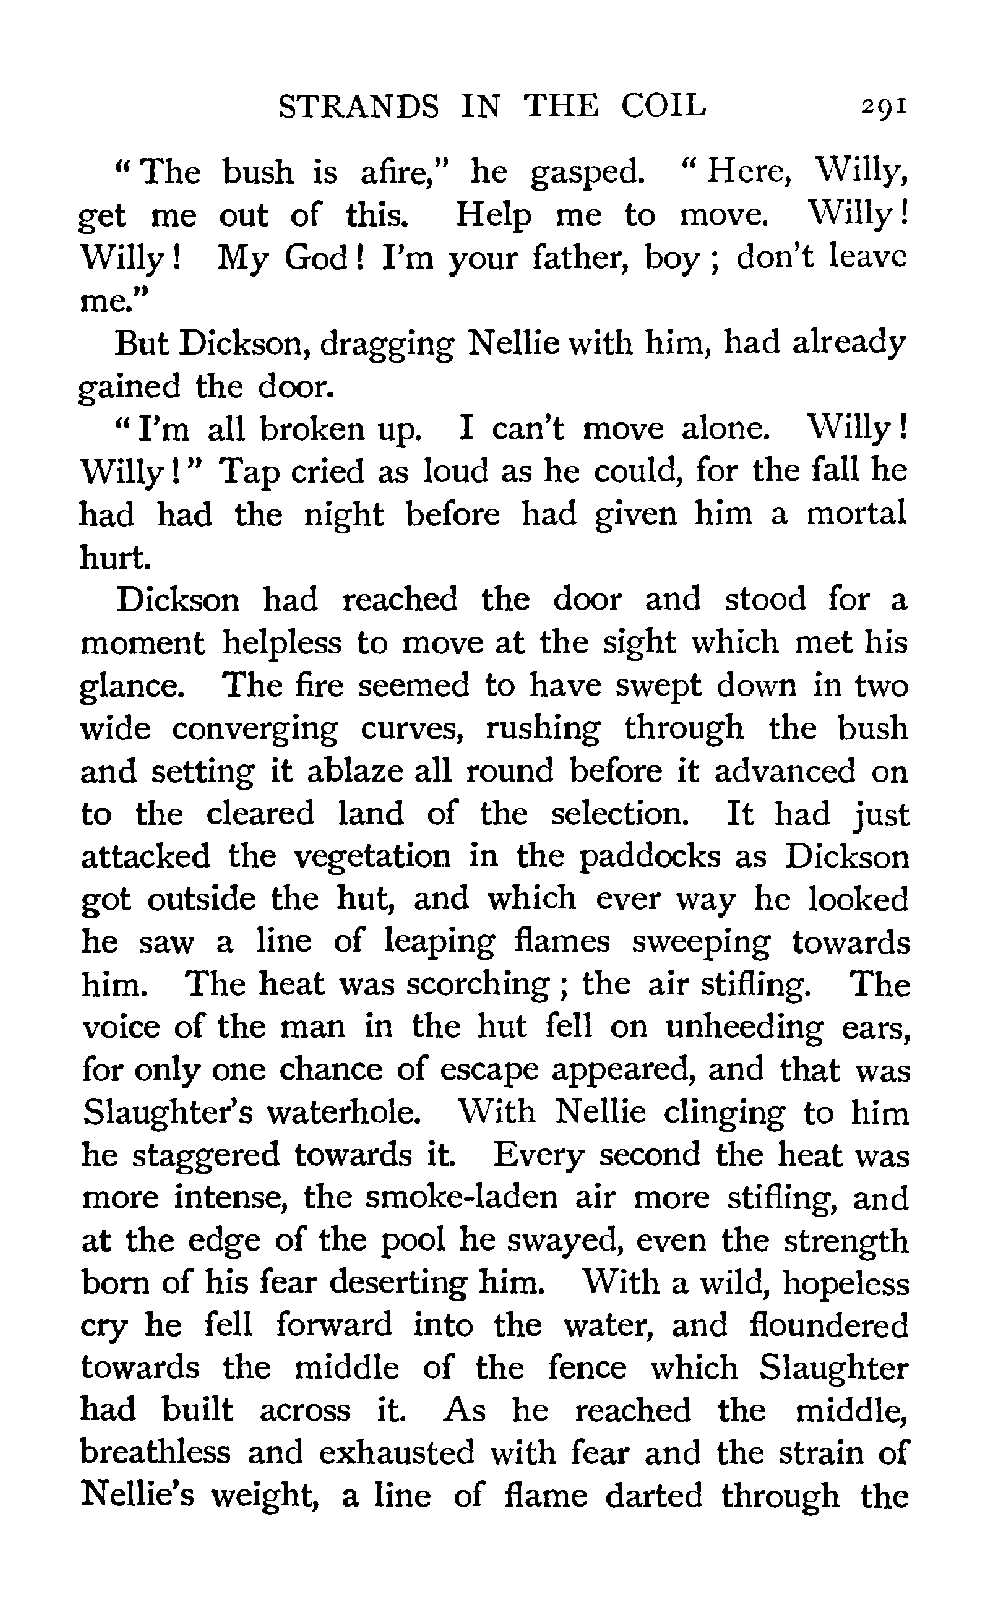 STRANDS IN THE COIL 291
"The bush is afire," he gasped. "Here, Willy,
get me out of this. Help me to move. Willy!
Willy! My God! I'm your father, boy; don't leave
me."
But Dickson, dragging Nellie with him, had already
gained the door.
"I'm all broken up. I can't move alone. Willy!
Willy!" Tap cried as loud as he could, for the fall he
had had the night before had given him a mortal
hurt.
Dickson had reached the door and stood for a
moment helpless to move at the sight which met his
glance. The fire seemed to have swept down in two
wide converging curves, rushing through the bush
and setting it ablaze all round before it advanced on
to the cleared land of the selection. It had just
attacked the vegetation in the paddocks as Dickson
got outside the hut, and which ever way he looked
he saw a line of leaping flames sweeping towards
him. The heat was scorching; the air stifling. The
voice of the man in the hut fell on unheeding ears,
for only one chance of escape appeared, and that was
Slaughter's waterhole. With Nellie clinging to him
he staggered towards it. Every second the heat was
more intense, the smoke-laden air more stifling, and
at the edge of the pool he swayed, even the strength
born of his fear deserting him. With a wild, hopeless
cry he fell forward into the water, and floundered
towards the middle of the fence which Slaughter
had built across it. As he reached the middle,
breathless and exhausted with fear and the strain of
Nellie's weight, a line of flame darted through the